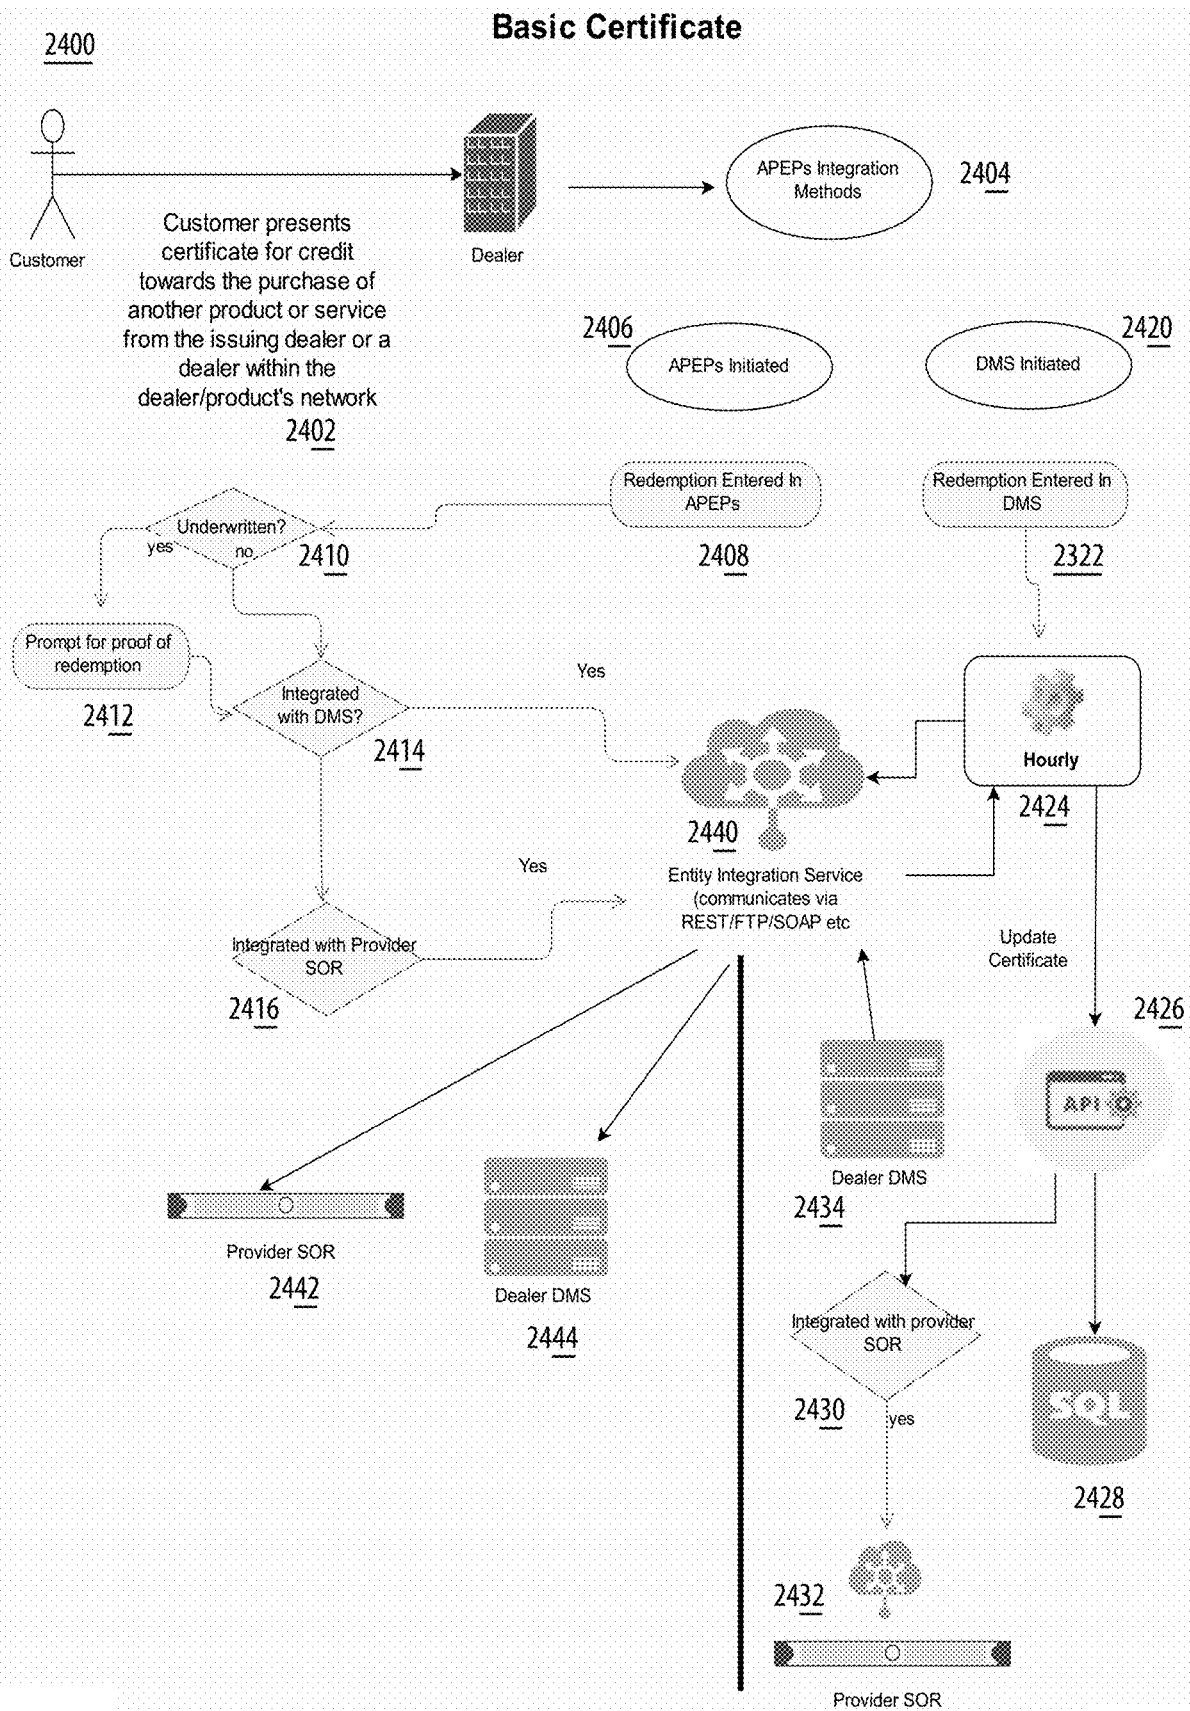 Basic Certificate
2400
APEPs Integration
Methods
2404
Customer
Dealer
Customer presents
certificate for credit
towards the purchase of
another product or service
from the issuing dealer or a
dealer within the
dealer/product's network
2402
2406
APEPs Initiated
2420
DMS Initiated
Redemption Entered In
APEPs
2408
Redemption Entered In
DMS
2322
Underwritten?
yes
no
2410
Prompt for proof of
redemption
2412
Integrated
with DMS?
2414
Yes
Hourly
2424
2440
Entity Integration Service
(communicates via
REST/FTP/SOAP etc
Yes
Integrated with Provider
SOR
2416
Update
Certificate
2426
API
Dealer DMS
2434
Provider SOR
2442
Dealer DMS
2444
Integrated with provider
SOR
2430
yes
SQL
2428
2432
Provider SOR